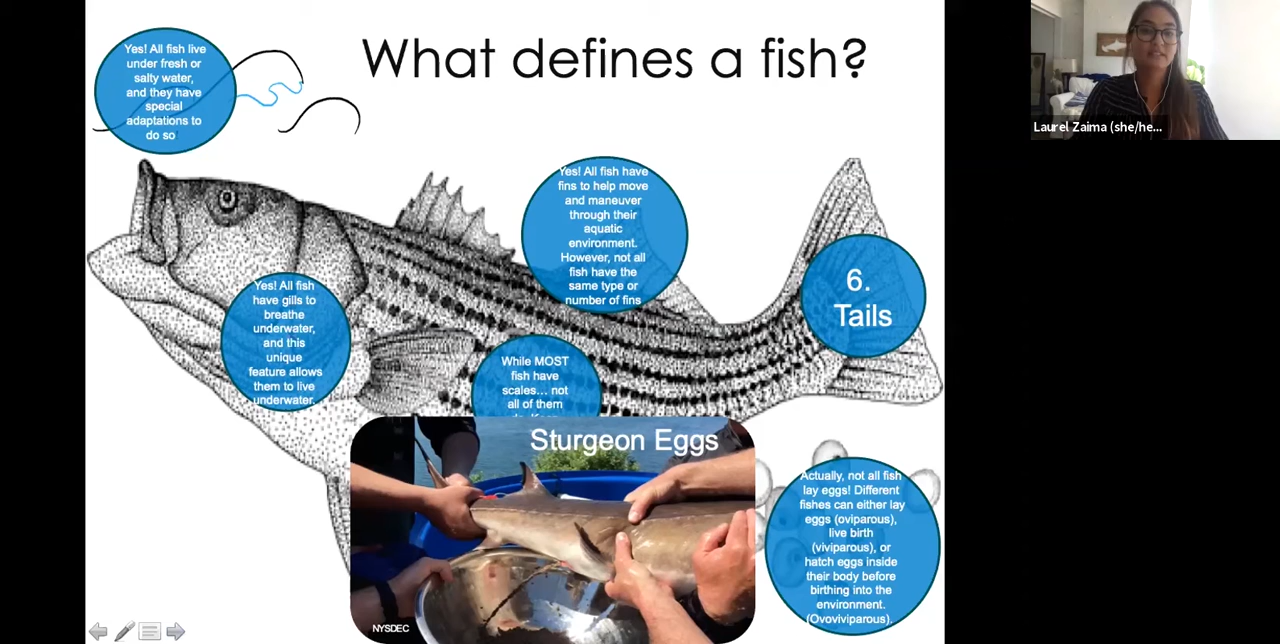 What defines a fish?
Yes! All fish live
under fresh or
salty water,
and they have
special
adaptations to
do so
Yes! All fish have
fins to help move
and maneuver
through their
aquatic
environment.
However, not all
fish have the
same type or
number of fins
6.
Tails
Yes! All fish
have gills to
breathe
underwater,
and this
unique
feature allows
them to live
underwater.
While MOST
fish have
scales... not
all of them
Sturgeon Eggs
NYSDEC
Actually, not all fish
lay eggs! Different
fishes can either lay
eggs (oviparous),
live birth
(viviparous), or
hatch eggs inside
their body before
birthing into the
environment.
(Ovoviviparous).
Laurel Zaima (she/he...